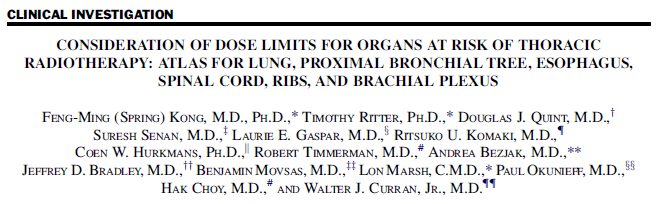 CLINICAL INVESTIGATION
CONSIDERATION OF DOSE LIMITS FOR ORGANS AT RISK OF THORACIC
RADIOTHERAPY: ATLAS FOR LUNG, PROXIMAL BRONCHIAL TREE, ESOPHAGUS,
SPINAL CORD, RIBS, AND BRACHIAL PLEXUS
FENG-MING (SPRING) KONG, M.D., PH.D.,* TIMOTHY RITTER, PH.D.,* DOUGLAS J. QUINT, M.D.,†
SURESH SENAN, M.D.,‡ LAURIE E. GASPAR, M.D.,§ RITSUKO U. KOMAKI, M.D.,¶
COEN W. HURKMANS, PH.D.,|| ROBERT TIMMERMAN, M.D.,# ANDREA BEZJAK, M.D.,**
JEFFREY D. BRADLEY, M.D.,†† BENJAMIN MOVSAS, M.D.,‡‡ LON MARSH, C.M.D.,* PAUL OKUNIEFF, M.D.,§§
HAK CHOY, M.D.,# AND WALTER J. CURRAN, JR., M.D.¶¶